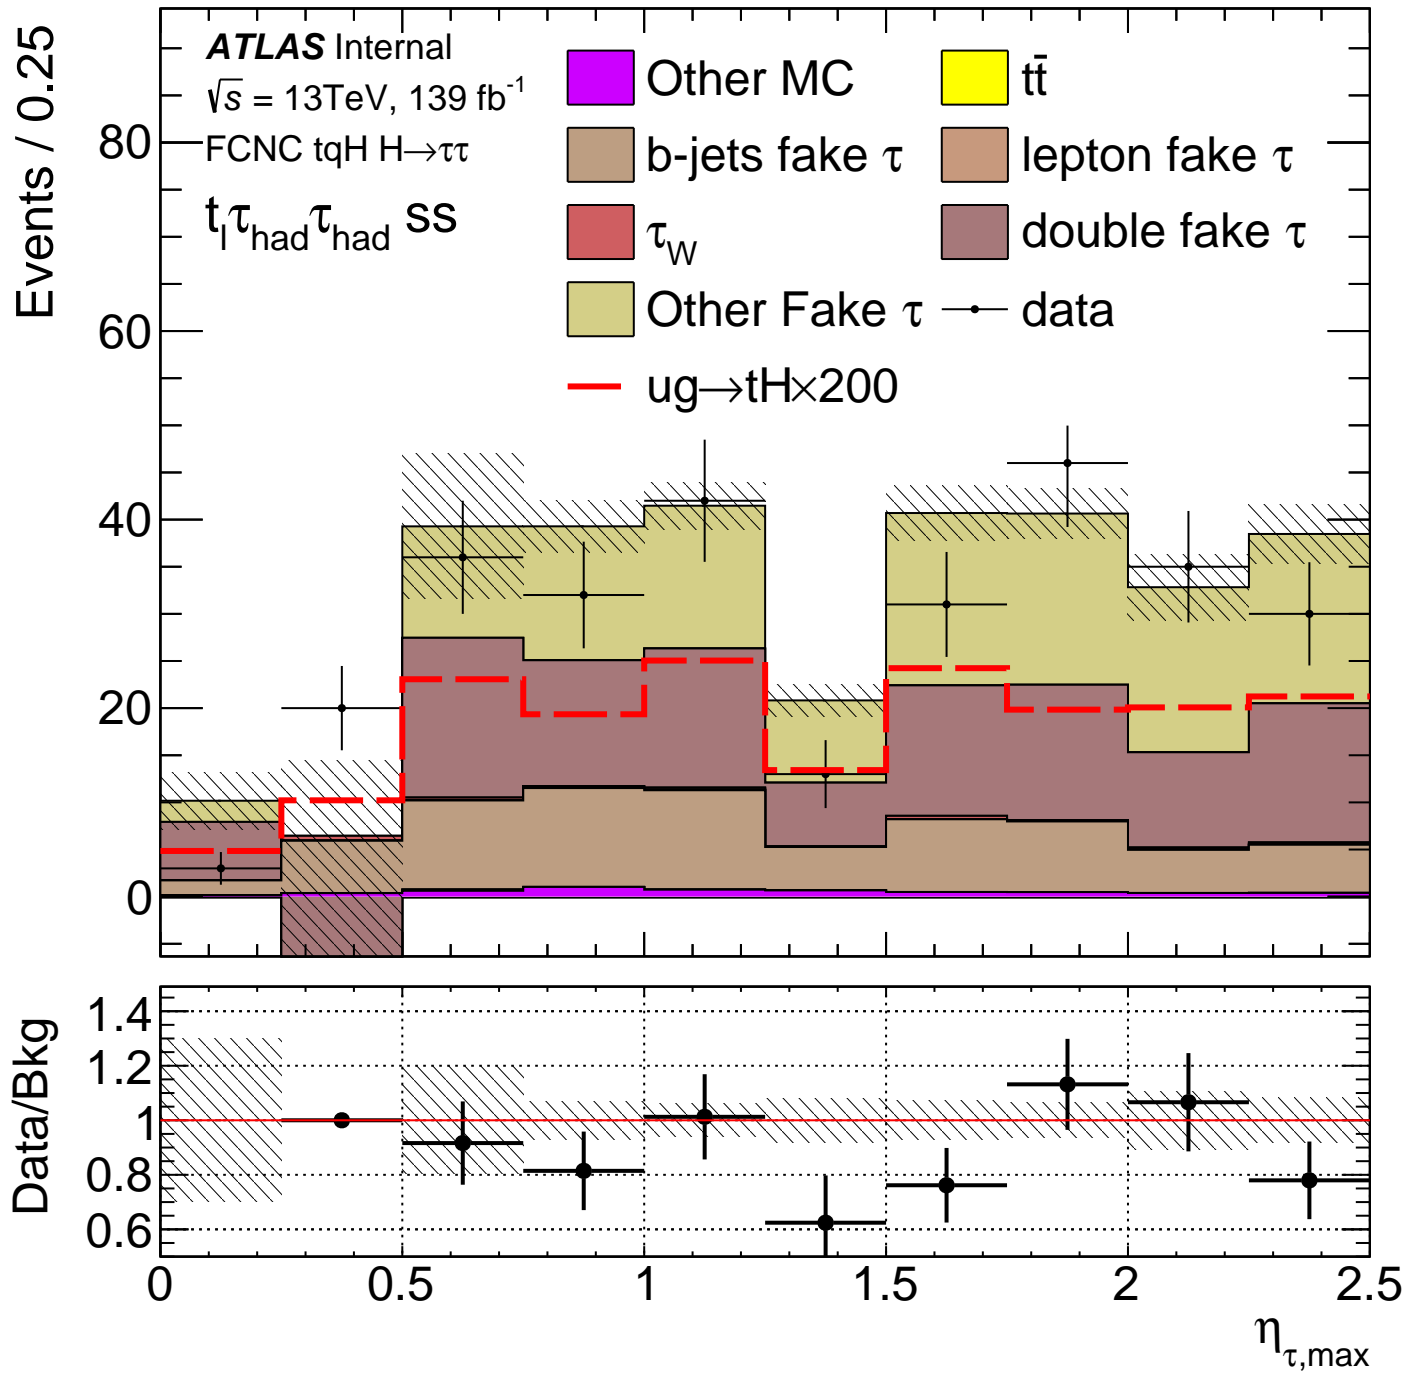 Events / 0.25
ATLAS Internal
√s = 13TeV, 139 fb⁻¹
FCNC tqH H→ττ
tₗτ_hadτ_had ss
Other MC
tt̄
b-jets fake τ
lepton fake τ
τ_W
double fake τ
Other Fake τ
data
ug→tH×200
80
60
40
20
0
Data/Bkg
1.4
1.2
1
0.8
0.6
0 0.5 1 1.5 2 2.5
η_τ,max